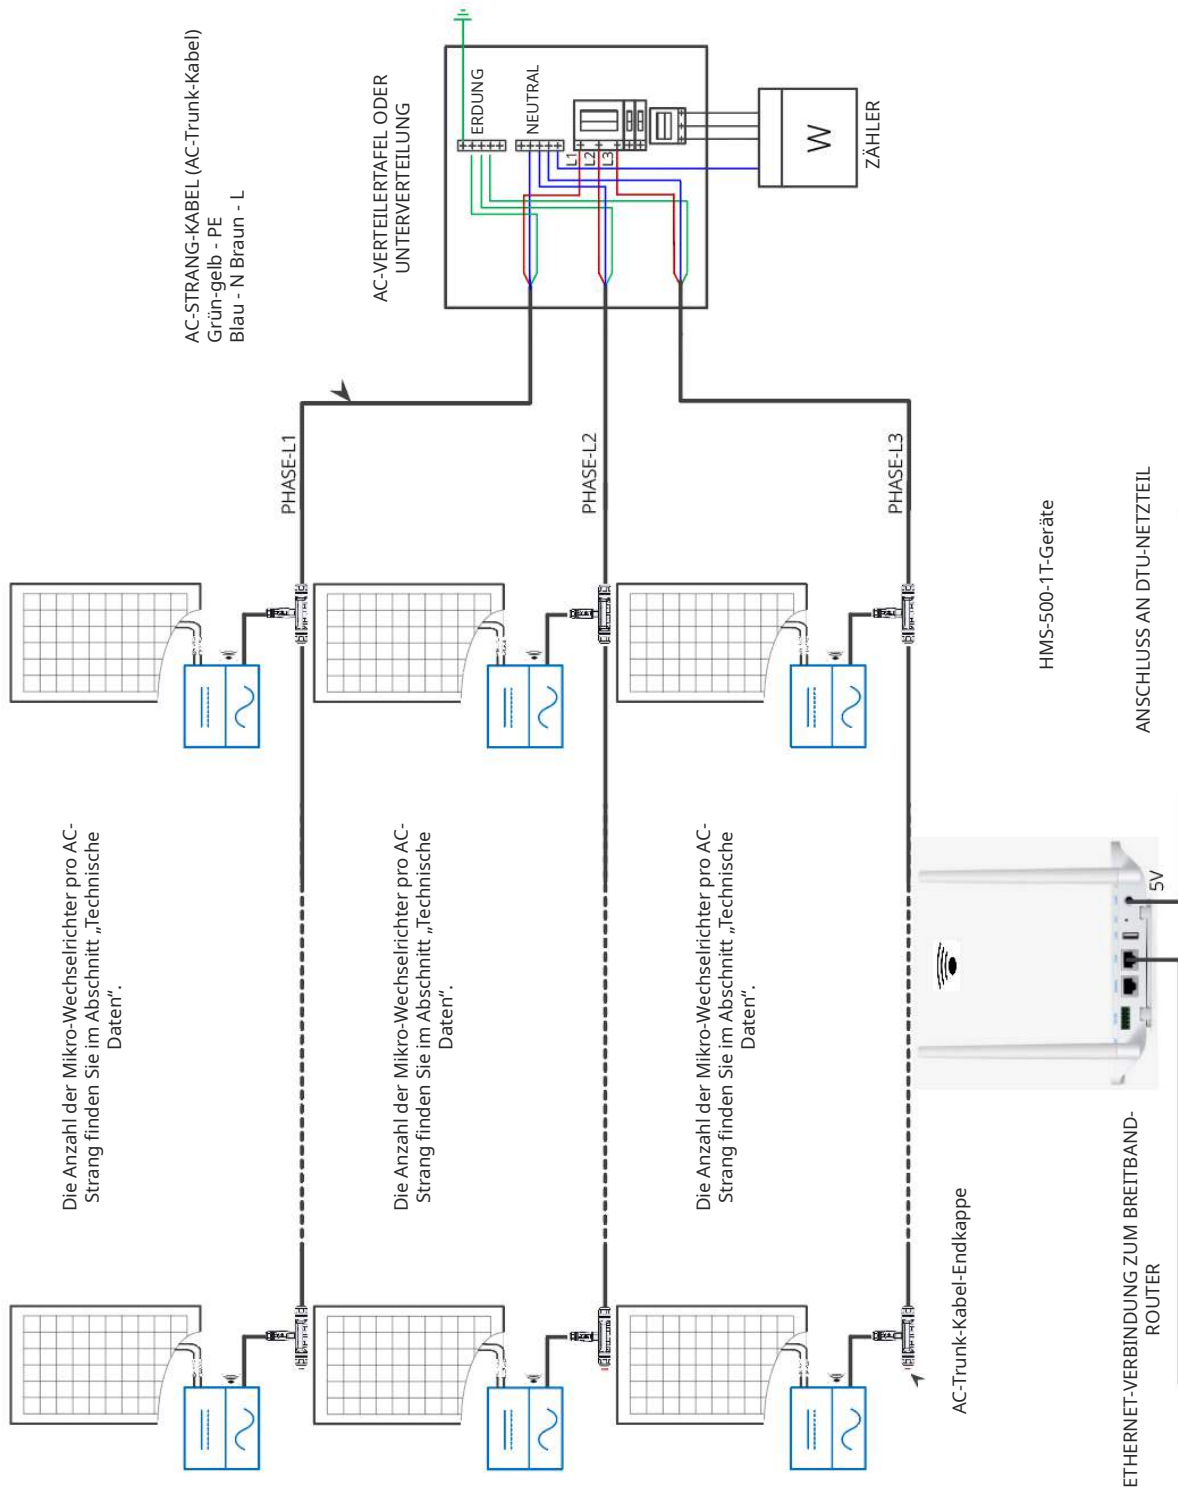 AC-STRANG-KABEL (AC-Trunk-Kabel)
Grün-gelb - PE
Blau - N Braun - L
AC-VERTEILERTAFEL ODER
UNTERVERTEILUNG
ERDUNG
NEUTRAL
L1
L2
L3
W
ZÄHLER
PHASE-L1
PHASE-L2
PHASE-L3
Die Anzahl der Mikro-Wechselrichter pro AC-
Strang finden Sie im Abschnitt „Technische
Daten“.
Die Anzahl der Mikro-Wechselrichter pro AC-
Strang finden Sie im Abschnitt „Technische
Daten“.
Die Anzahl der Mikro-Wechselrichter pro AC-
Strang finden Sie im Abschnitt „Technische
Daten“.
HMS-500-1T-Geräte
ANSCHLUSS AN DTU-NETZTEIL
5V
AC-Trunk-Kabel-Endkappe
ETHERNET-VERBINDUNG ZUM BREITBAND-
ROUTER